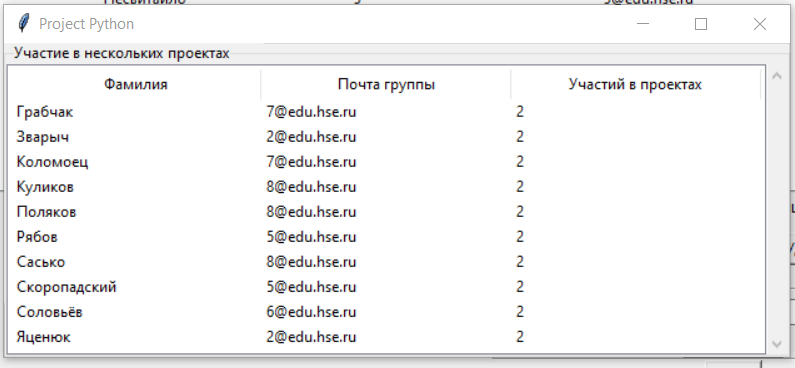 Project Python
Участие в нескольких проектах
Фамилия Почта группы Участий в проектах
Грабчак 7@edu.hse.ru 2
Зварыч 2@edu.hse.ru 2
Коломоец 7@edu.hse.ru 2
Куликов 8@edu.hse.ru 2
Поляков 8@edu.hse.ru 2
Рябов 5@edu.hse.ru 2
Сасько 8@edu.hse.ru 2
Скоропадский 5@edu.hse.ru 2
Соловьёв 6@edu.hse.ru 2
Яценюк 2@edu.hse.ru 2